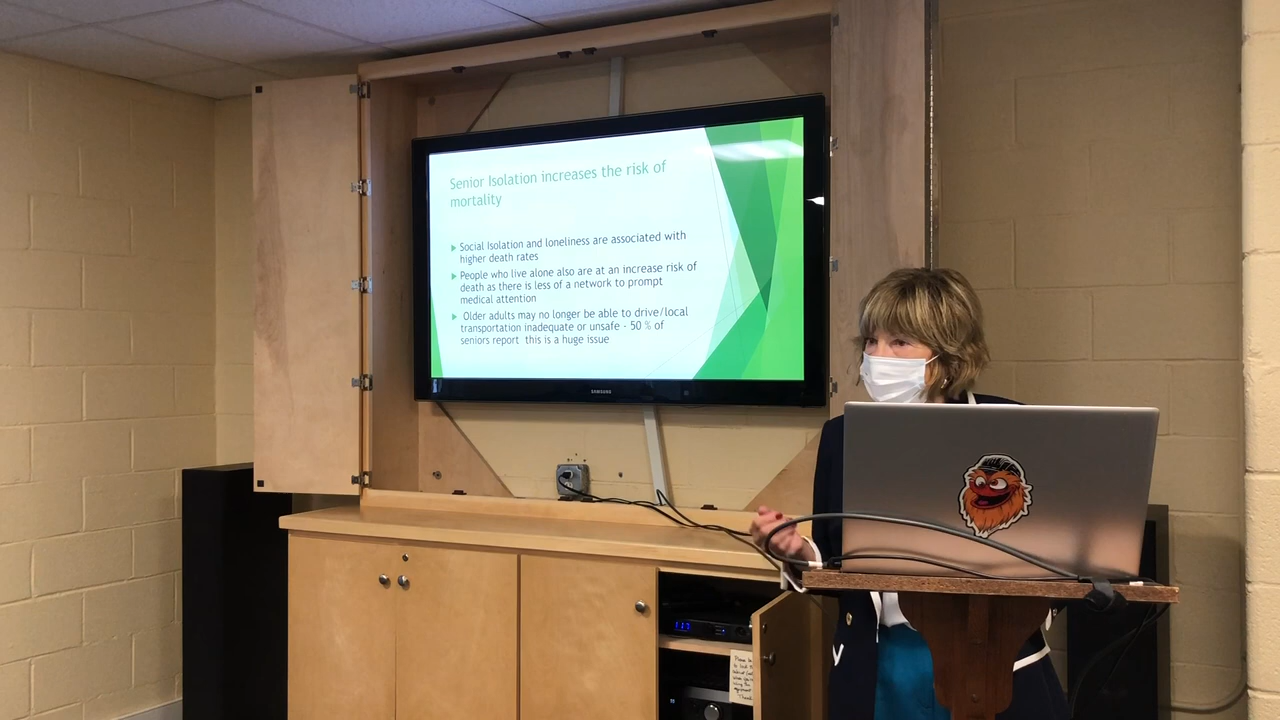 Senior Isolation increases the risk of
mortality
Social Isolation and loneliness are associated with
higher death rates
People who live alone also are at an increase risk of
death as there is less of a network to prompt
medical attention
Older adults may no longer be able to drive/local
transportation inadequate or unsafe - 50 % of
seniors report this is a huge issue
SAMSUNG
Please